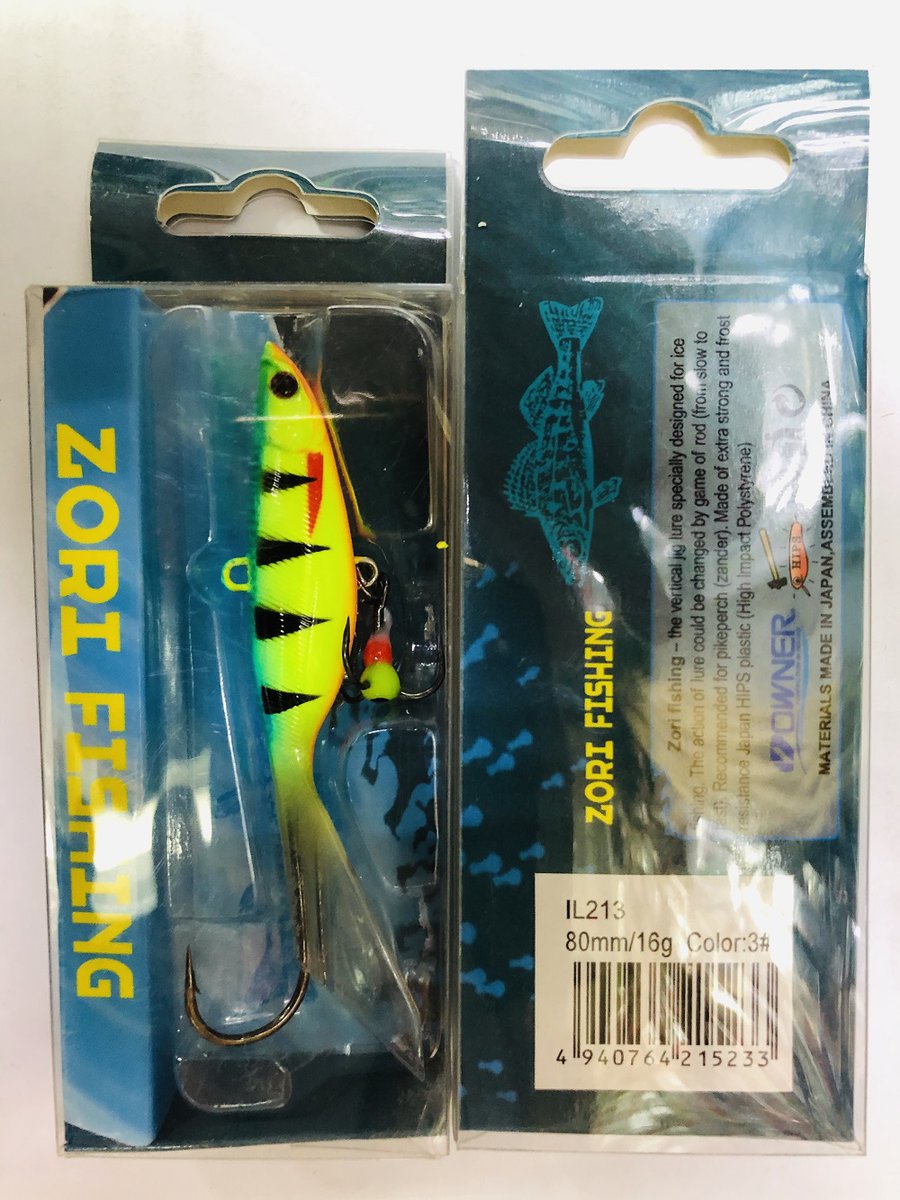 ZORI FISHING
ZORI FISHING
Zori fishing – the vertical jig lure specially designed for ice
The action of lure could be changed by game of rod (from slow to
Recommended for pikeperch (zander). Made of extra strong and frost
Japan HIPS plastic (High Impact Polystyrene)
OWNER
HIPS
MATERIALS MADE IN JAPAN, ASSEMBLED IN CHINA
IL213
80mm/16g Color:3#
4 940764 215233